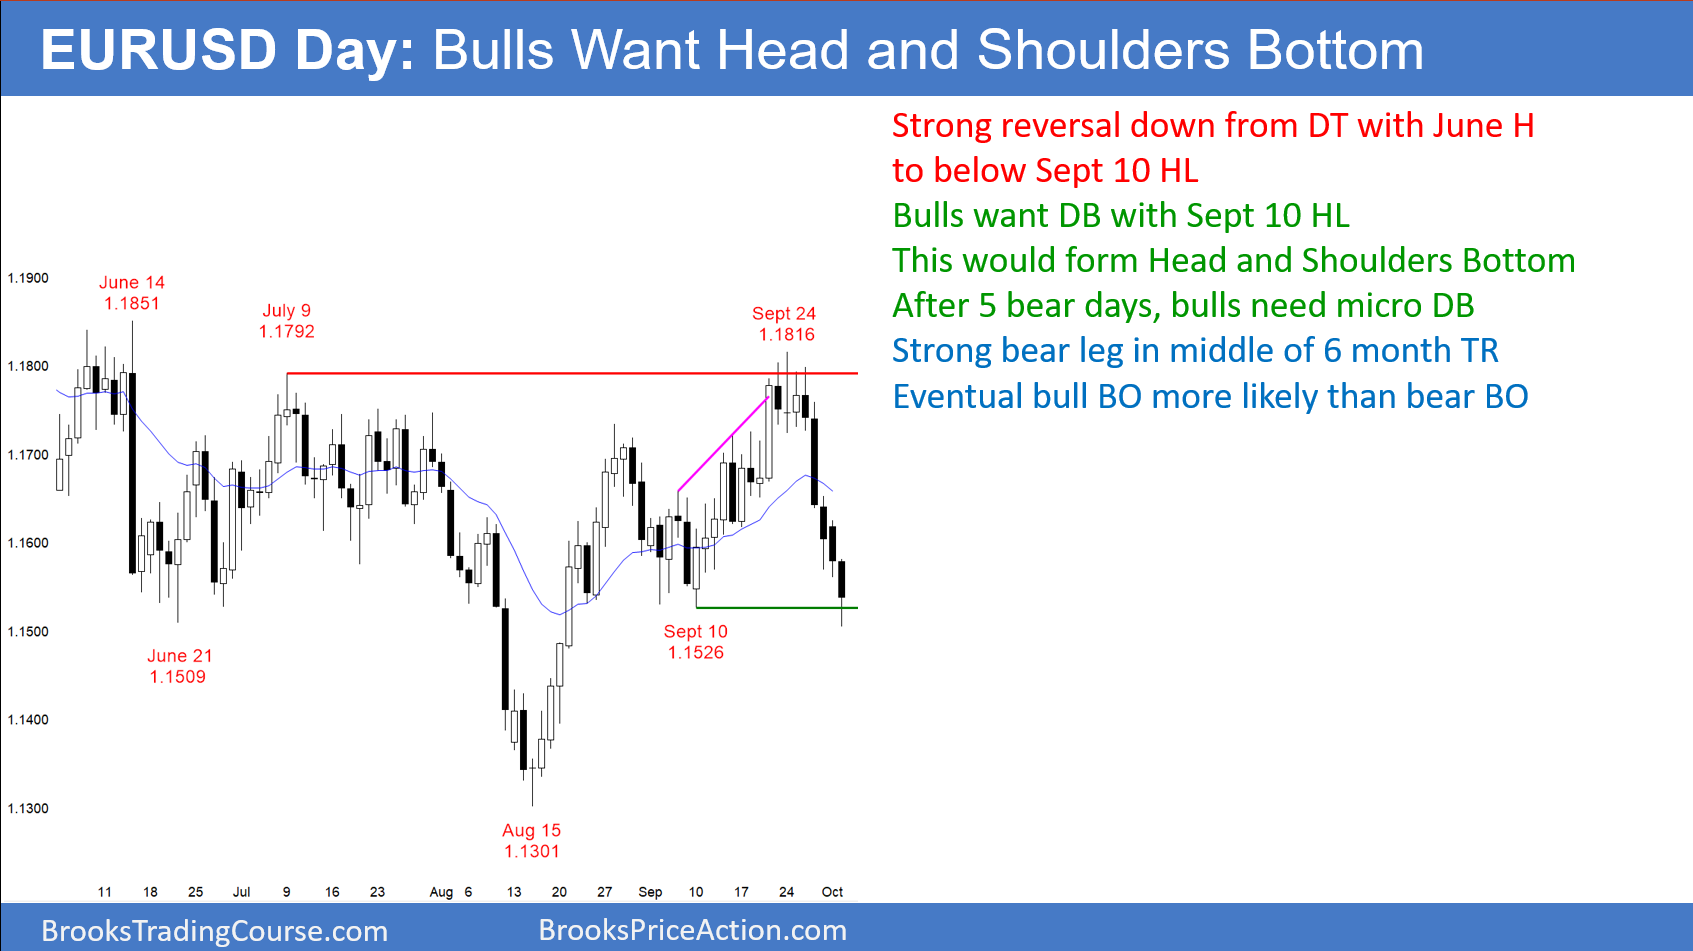 EURUSD Day: Bulls Want Head and Shoulders Bottom
Strong reversal down from DT with June H
to below Sept 10 HL
Bulls want DB with Sept 10 HL
This would form Head and Shoulders Bottom
After 5 bear days, bulls need micro DB
Strong bear leg in middle of 6 month TR
Eventual bull BO more likely than bear BO
1.1900
June 14
1.1851
July 9
1.1792
Sept 24
1.1816
1.1800
1.1700
1.1600
1.1500
Sept 10
1.1526
June 21
1.1509
1.1400
1.1300
Aug 15
1.1301
11 18 25 Jul 9 16 23 Aug 6 13 20 27 Sep 10 17 24 Oct
BrooksTradingCourse.com
BrooksPriceAction.com